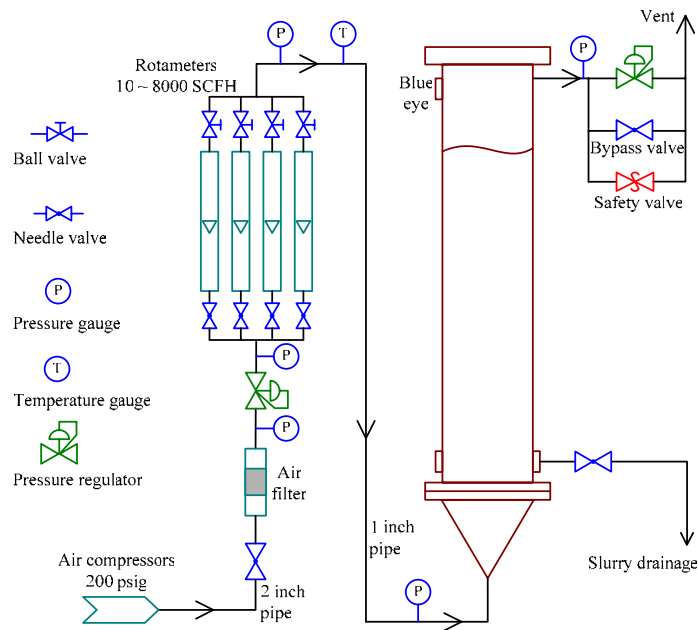 Vent
P
T
P
Rotameters
10 ~ 8000 SCFH
Blue
eye
Ball valve
Bypass valve
Safety valve
Needle valve
P
Pressure gauge
P
T
Temperature gauge
P
Pressure regulator
Air
filter
1 inch
pipe
Air compressors
200 psig
Slurry drainage
2 inch
pipe
P